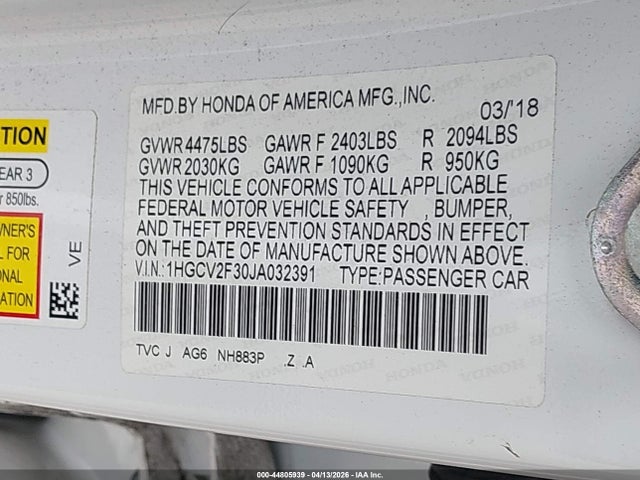 MFD.BY HONDA OF AMERICA MFG.,INC.
03/'18
GVWR 4475LBS GAWR F 2403LBS R 2094LBS
GVWR 2030KG GAWR F 1090KG R 950KG
THIS VEHICLE CONFORMS TO ALL APPLICABLE
FEDERAL MOTOR VEHICLE SAFETY , BUMPER,
AND THEFT PREVENTION STANDARDS IN EFFECT
ON THE DATE OF MANUFACTURE SHOWN ABOVE.
V.I.N.:1HGCV2F30JA032391 TYPE:PASSENGER CAR
TVC J AG6 NH883P .Z .A
TION
EAR 3
r 850lbs.
WNER'S
L FOR
ONAL
ATION
VE
000-44805939 - 04/13/2026 - IAA Inc.